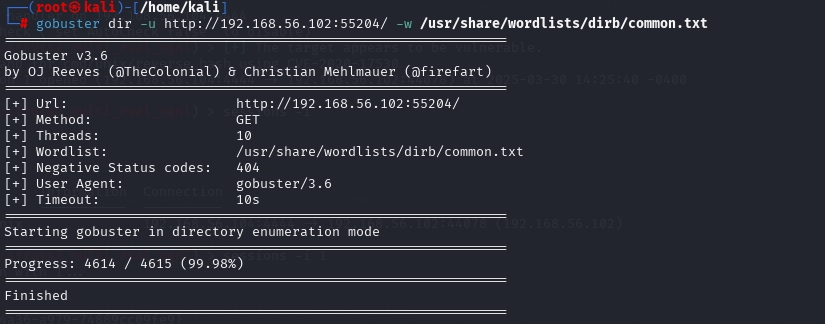 ┌──(root㉿kali)-[/home/kali]
└─# gobuster dir -u http://192.168.56.102:55204/ -w /usr/share/wordlists/dirb/common.txt
===============================================================
Gobuster v3.6
by OJ Reeves (@TheColonial) & Christian Mehlmauer (@firefart)
===============================================================
[+] Url:                     http://192.168.56.102:55204/
[+] Method:                  GET
[+] Threads:                 10
[+] Wordlist:                /usr/share/wordlists/dirb/common.txt
[+] Negative Status codes:   404
[+] User Agent:              gobuster/3.6
[+] Timeout:                 10s
===============================================================
Starting gobuster in directory enumeration mode
===============================================================
Progress: 4614 / 4615 (99.98%)
===============================================================
Finished
===============================================================